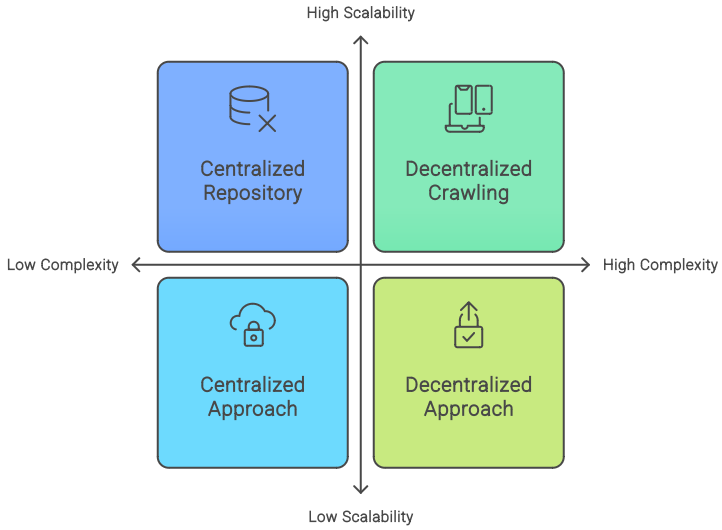 High Scalability
Centralized
Repository
Decentralized
Crawling
Low Complexity
High Complexity
Centralized
Approach
Decentralized
Approach
Low Scalability